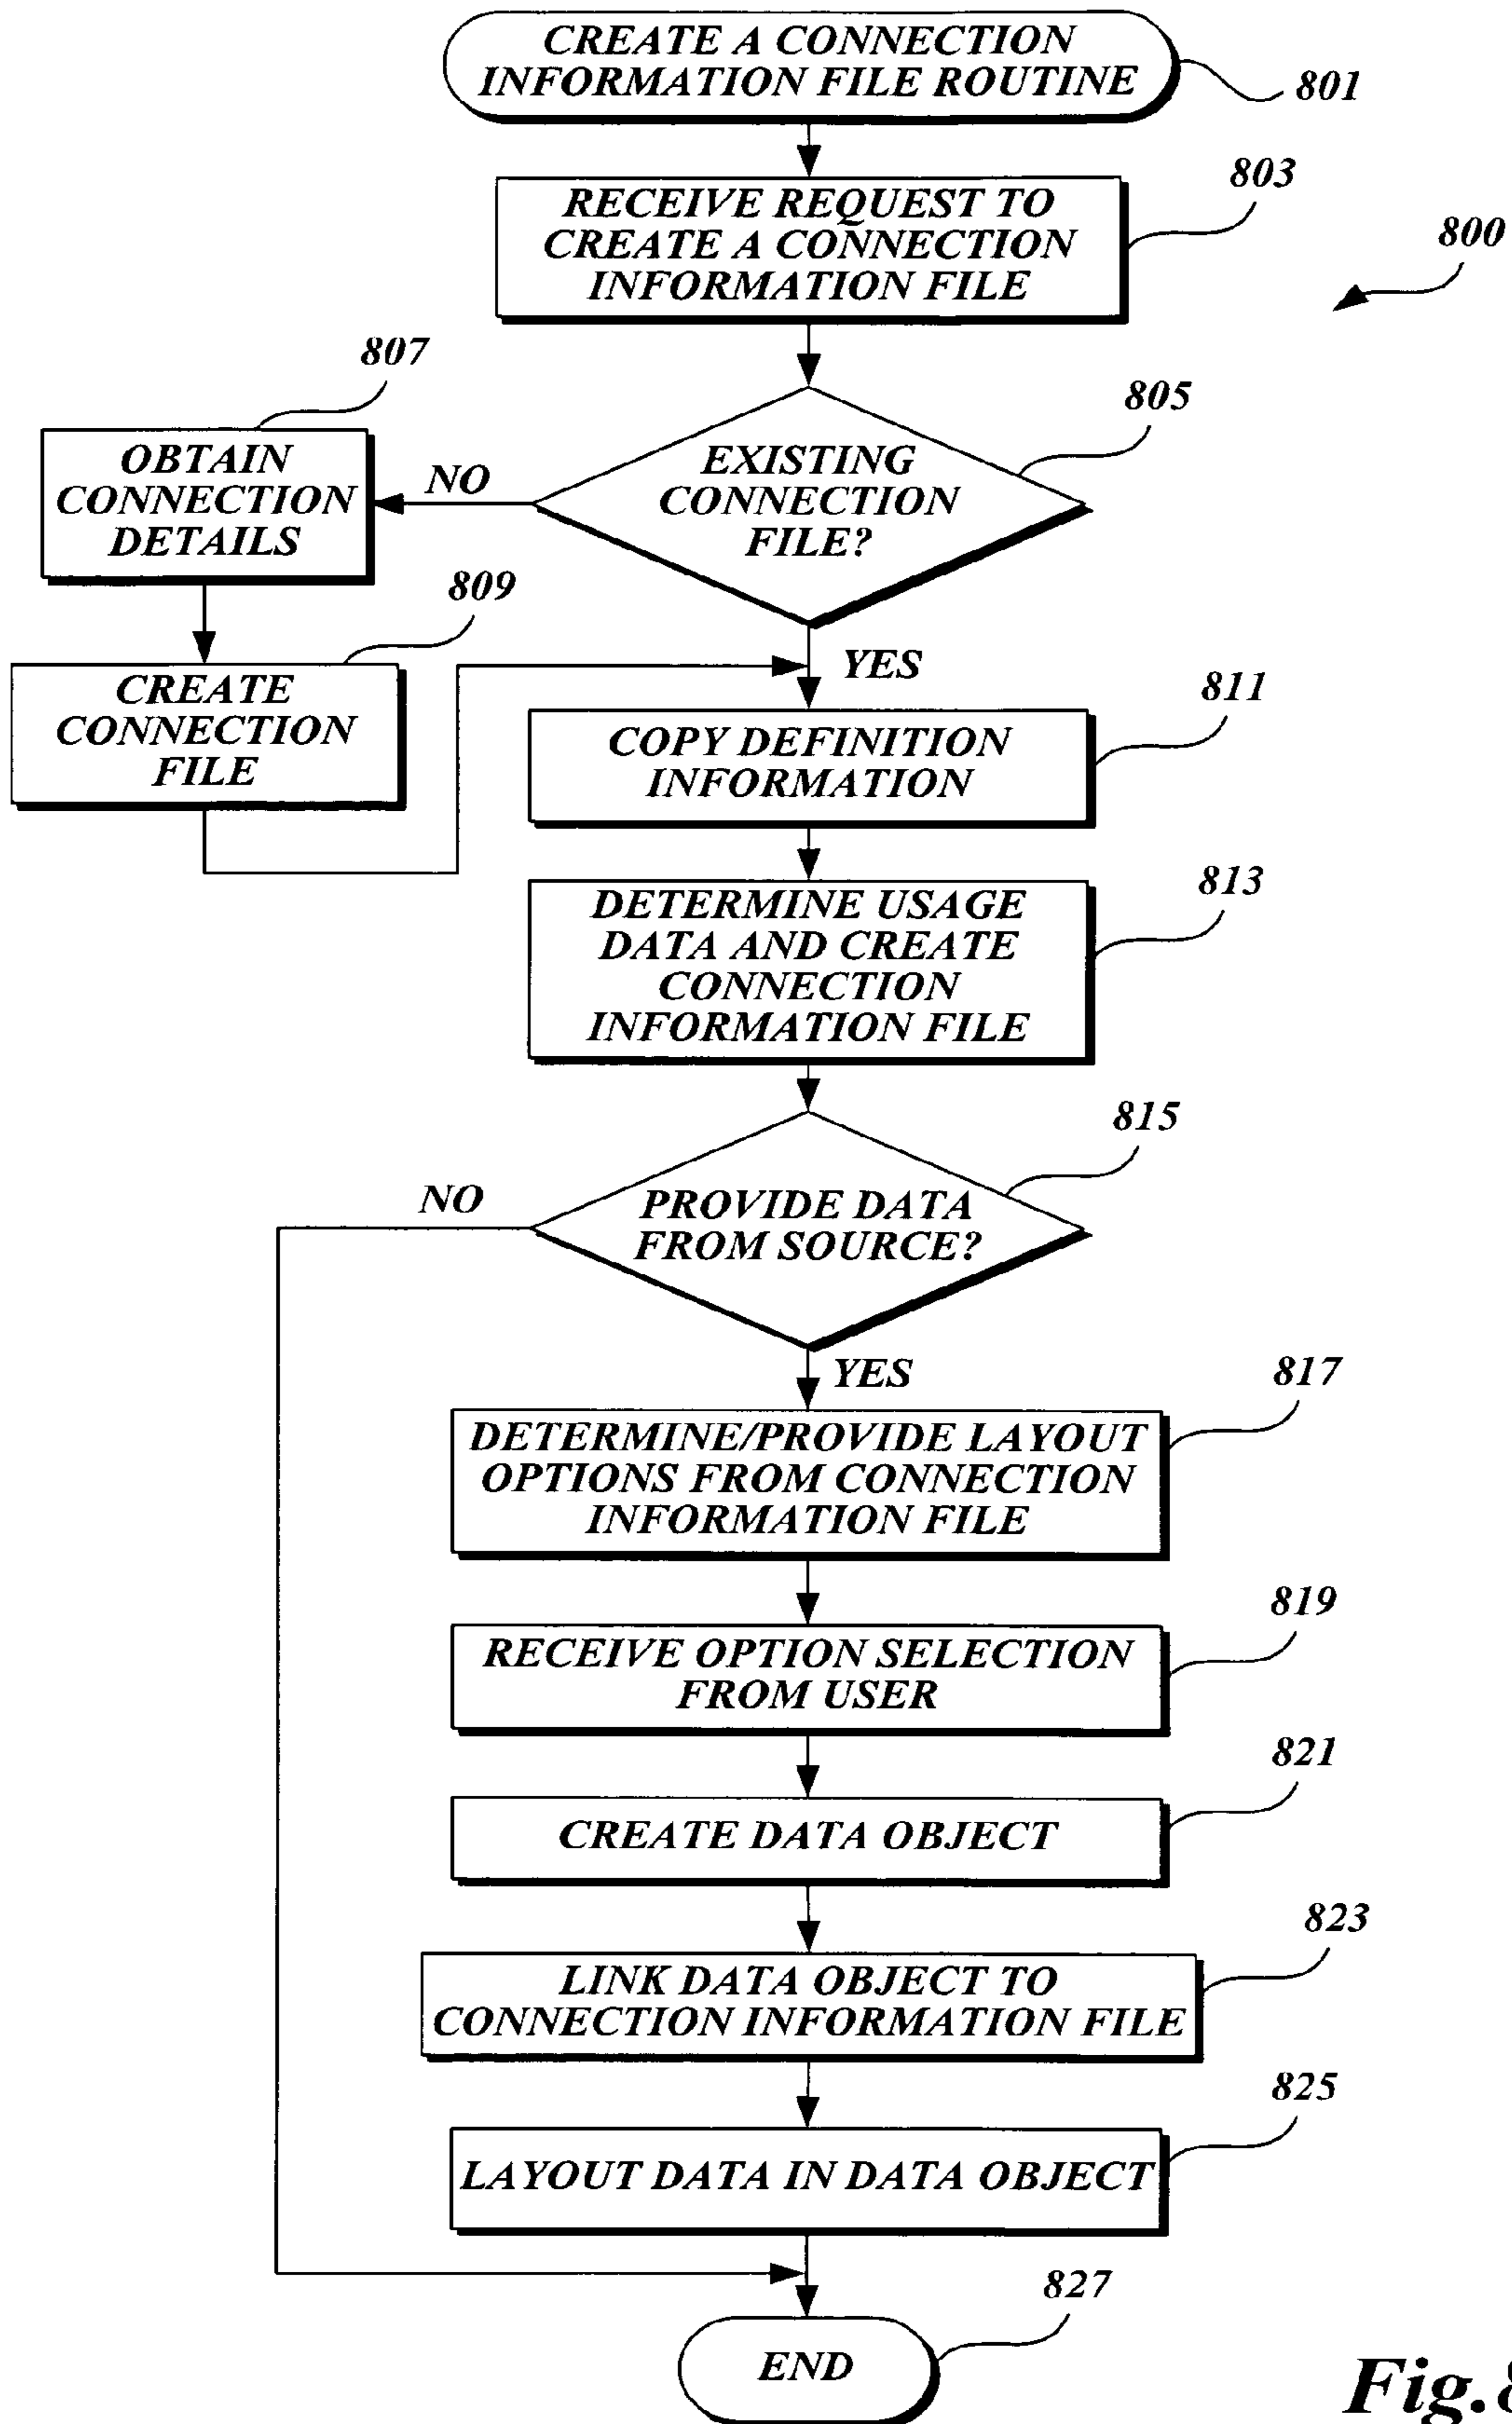 CREATE A CONNECTION
INFORMATION FILE ROUTINE
801
RECEIVE REQUEST TO
CREATE A CONNECTION
INFORMATION FILE
803
800
EXISTING
CONNECTION
FILE?
805
NO
YES
807
OBTAIN
CONNECTION
DETAILS
809
CREATE
CONNECTION
FILE
COPY DEFINITION
INFORMATION
811
DETERMINE USAGE
DATA AND CREATE
CONNECTION
INFORMATION FILE
813
PROVIDE DATA
FROM SOURCE?
815
NO
YES
DETERMINE/PROVIDE LAYOUT
OPTIONS FROM CONNECTION
INFORMATION FILE
817
RECEIVE OPTION SELECTION
FROM USER
819
CREATE DATA OBJECT
821
LINK DATA OBJECT TO
CONNECTION INFORMATION FILE
823
LAYOUT DATA IN DATA OBJECT
825
END
827
Fig.8